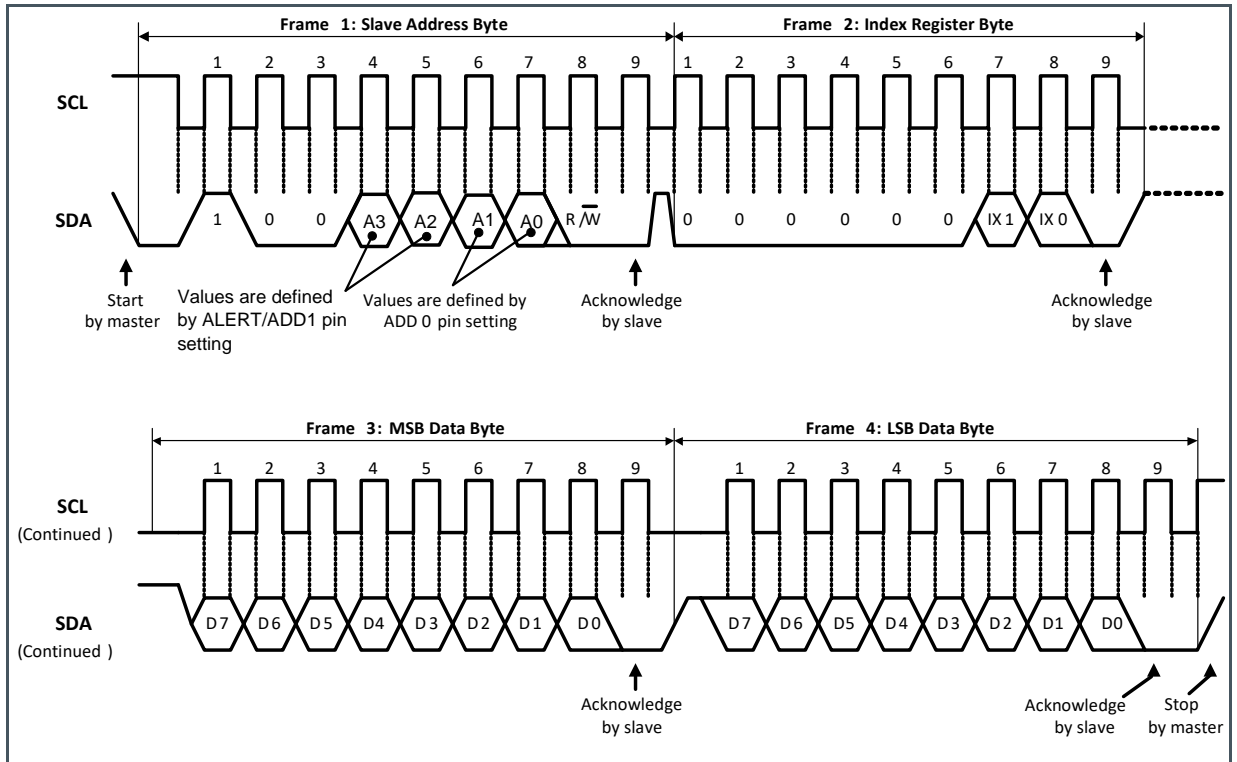 Frame 1: Slave Address Byte Frame 2: Index Register Byte
1 2 3 4 5 6 7 8 9 1 2 3 4 5 6 7 8 9
SCL
SDA 1 0 0 A3 A2 A1 A0 R/W 0 0 0 0 0 0 IX 1 IX 0
Start
by master
Values are defined
by ALERT/ADD1 pin
setting
Values are defined by
ADD 0 pin setting
Acknowledge
by slave
Acknowledge
by slave
Frame 3: MSB Data Byte Frame 4: LSB Data Byte
1 2 3 4 5 6 7 8 9 1 2 3 4 5 6 7 8 9
SCL
(Continued )
SDA D7 D6 D5 D4 D3 D2 D1 D0 D7 D6 D5 D4 D3 D2 D1 D0
(Continued )
Acknowledge
by slave
Acknowledge
by slave
Stop
by master